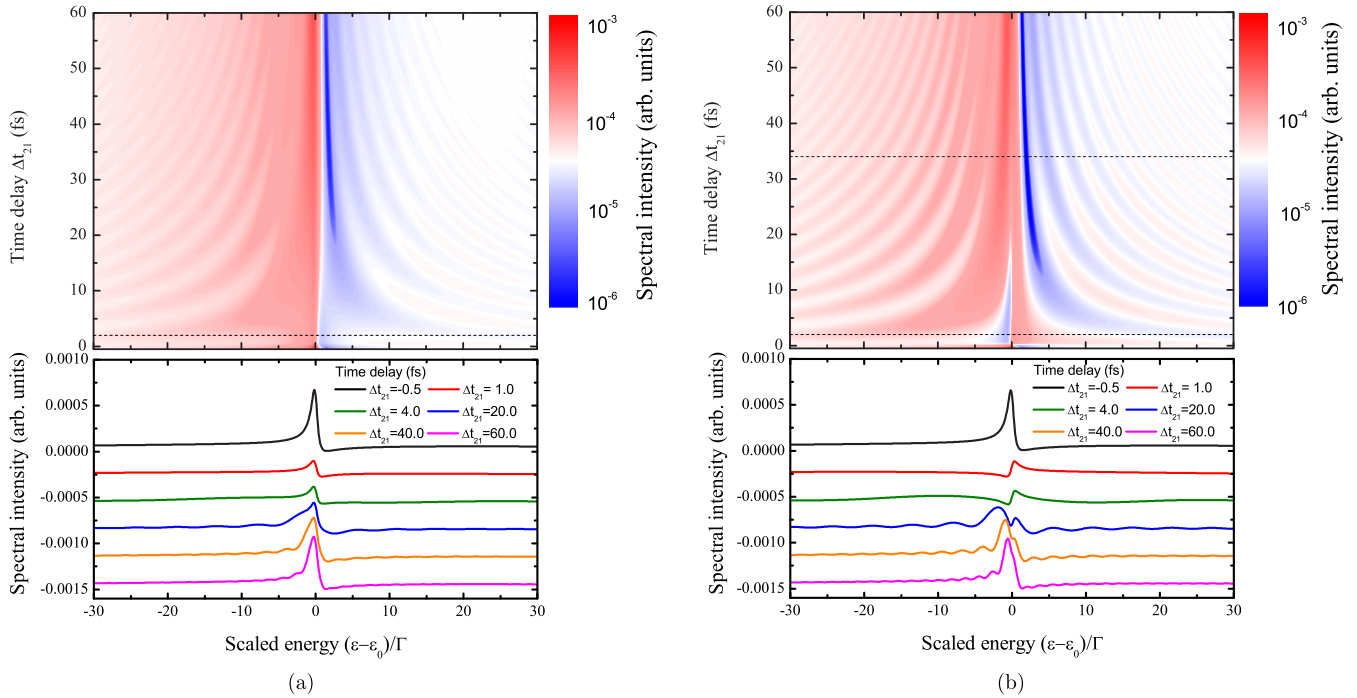 60
50
40
30
20
10
0
Time delay Δt21 (fs)
10-3
10-4
10-5
10-6
Spectral intensity (arb. units)
0.0010
0.0005
0.0000
-0.0005
-0.0010
-0.0015
Spectral intensity (arb. units)
Time delay (fs)
Δt21=-0.5 Δt21= 1.0
Δt21= 4.0 Δt21=20.0
Δt21=40.0 Δt21=60.0
-30 -20 -10 0 10 20 30
Scaled energy (ε-ε0)/Γ
(a)
60
50
40
30
20
10
0
Time delay Δt21 (fs)
10-3
10-4
10-5
10-6
Spectral intensity (arb. units)
0.0010
0.0005
0.0000
-0.0005
-0.0010
-0.0015
Spectral intensity (arb. units)
Time delay (fs)
Δt21=-0.5 Δt21= 1.0
Δt21= 4.0 Δt21=20.0
Δt21=40.0 Δt21=60.0
-30 -20 -10 0 10 20 30
Scaled energy (ε-ε0)/Γ
(b)